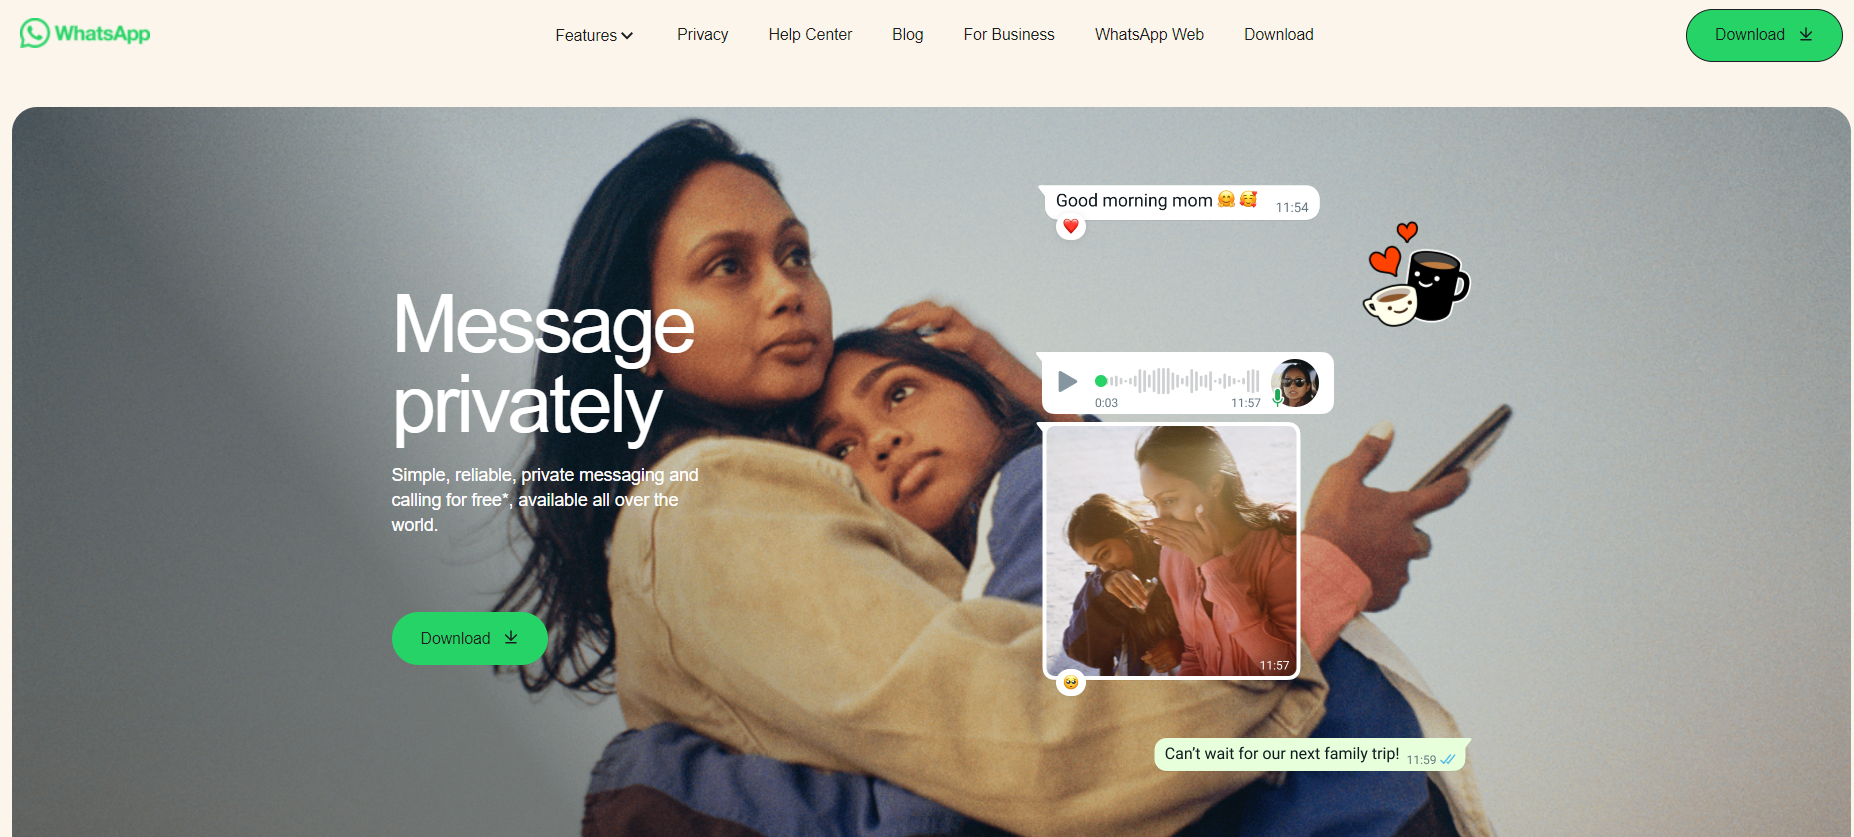 WhatsApp
Features
Privacy
Help Center
Blog
For Business
WhatsApp Web
Download
Download
Message
privately
Simple, reliable, private messaging and
calling for free*, available all over the
world.
Download
Good morning mom 🤗 🥰 11:54
0:03 11:57
11:57
Can't wait for our next family trip! 11:59